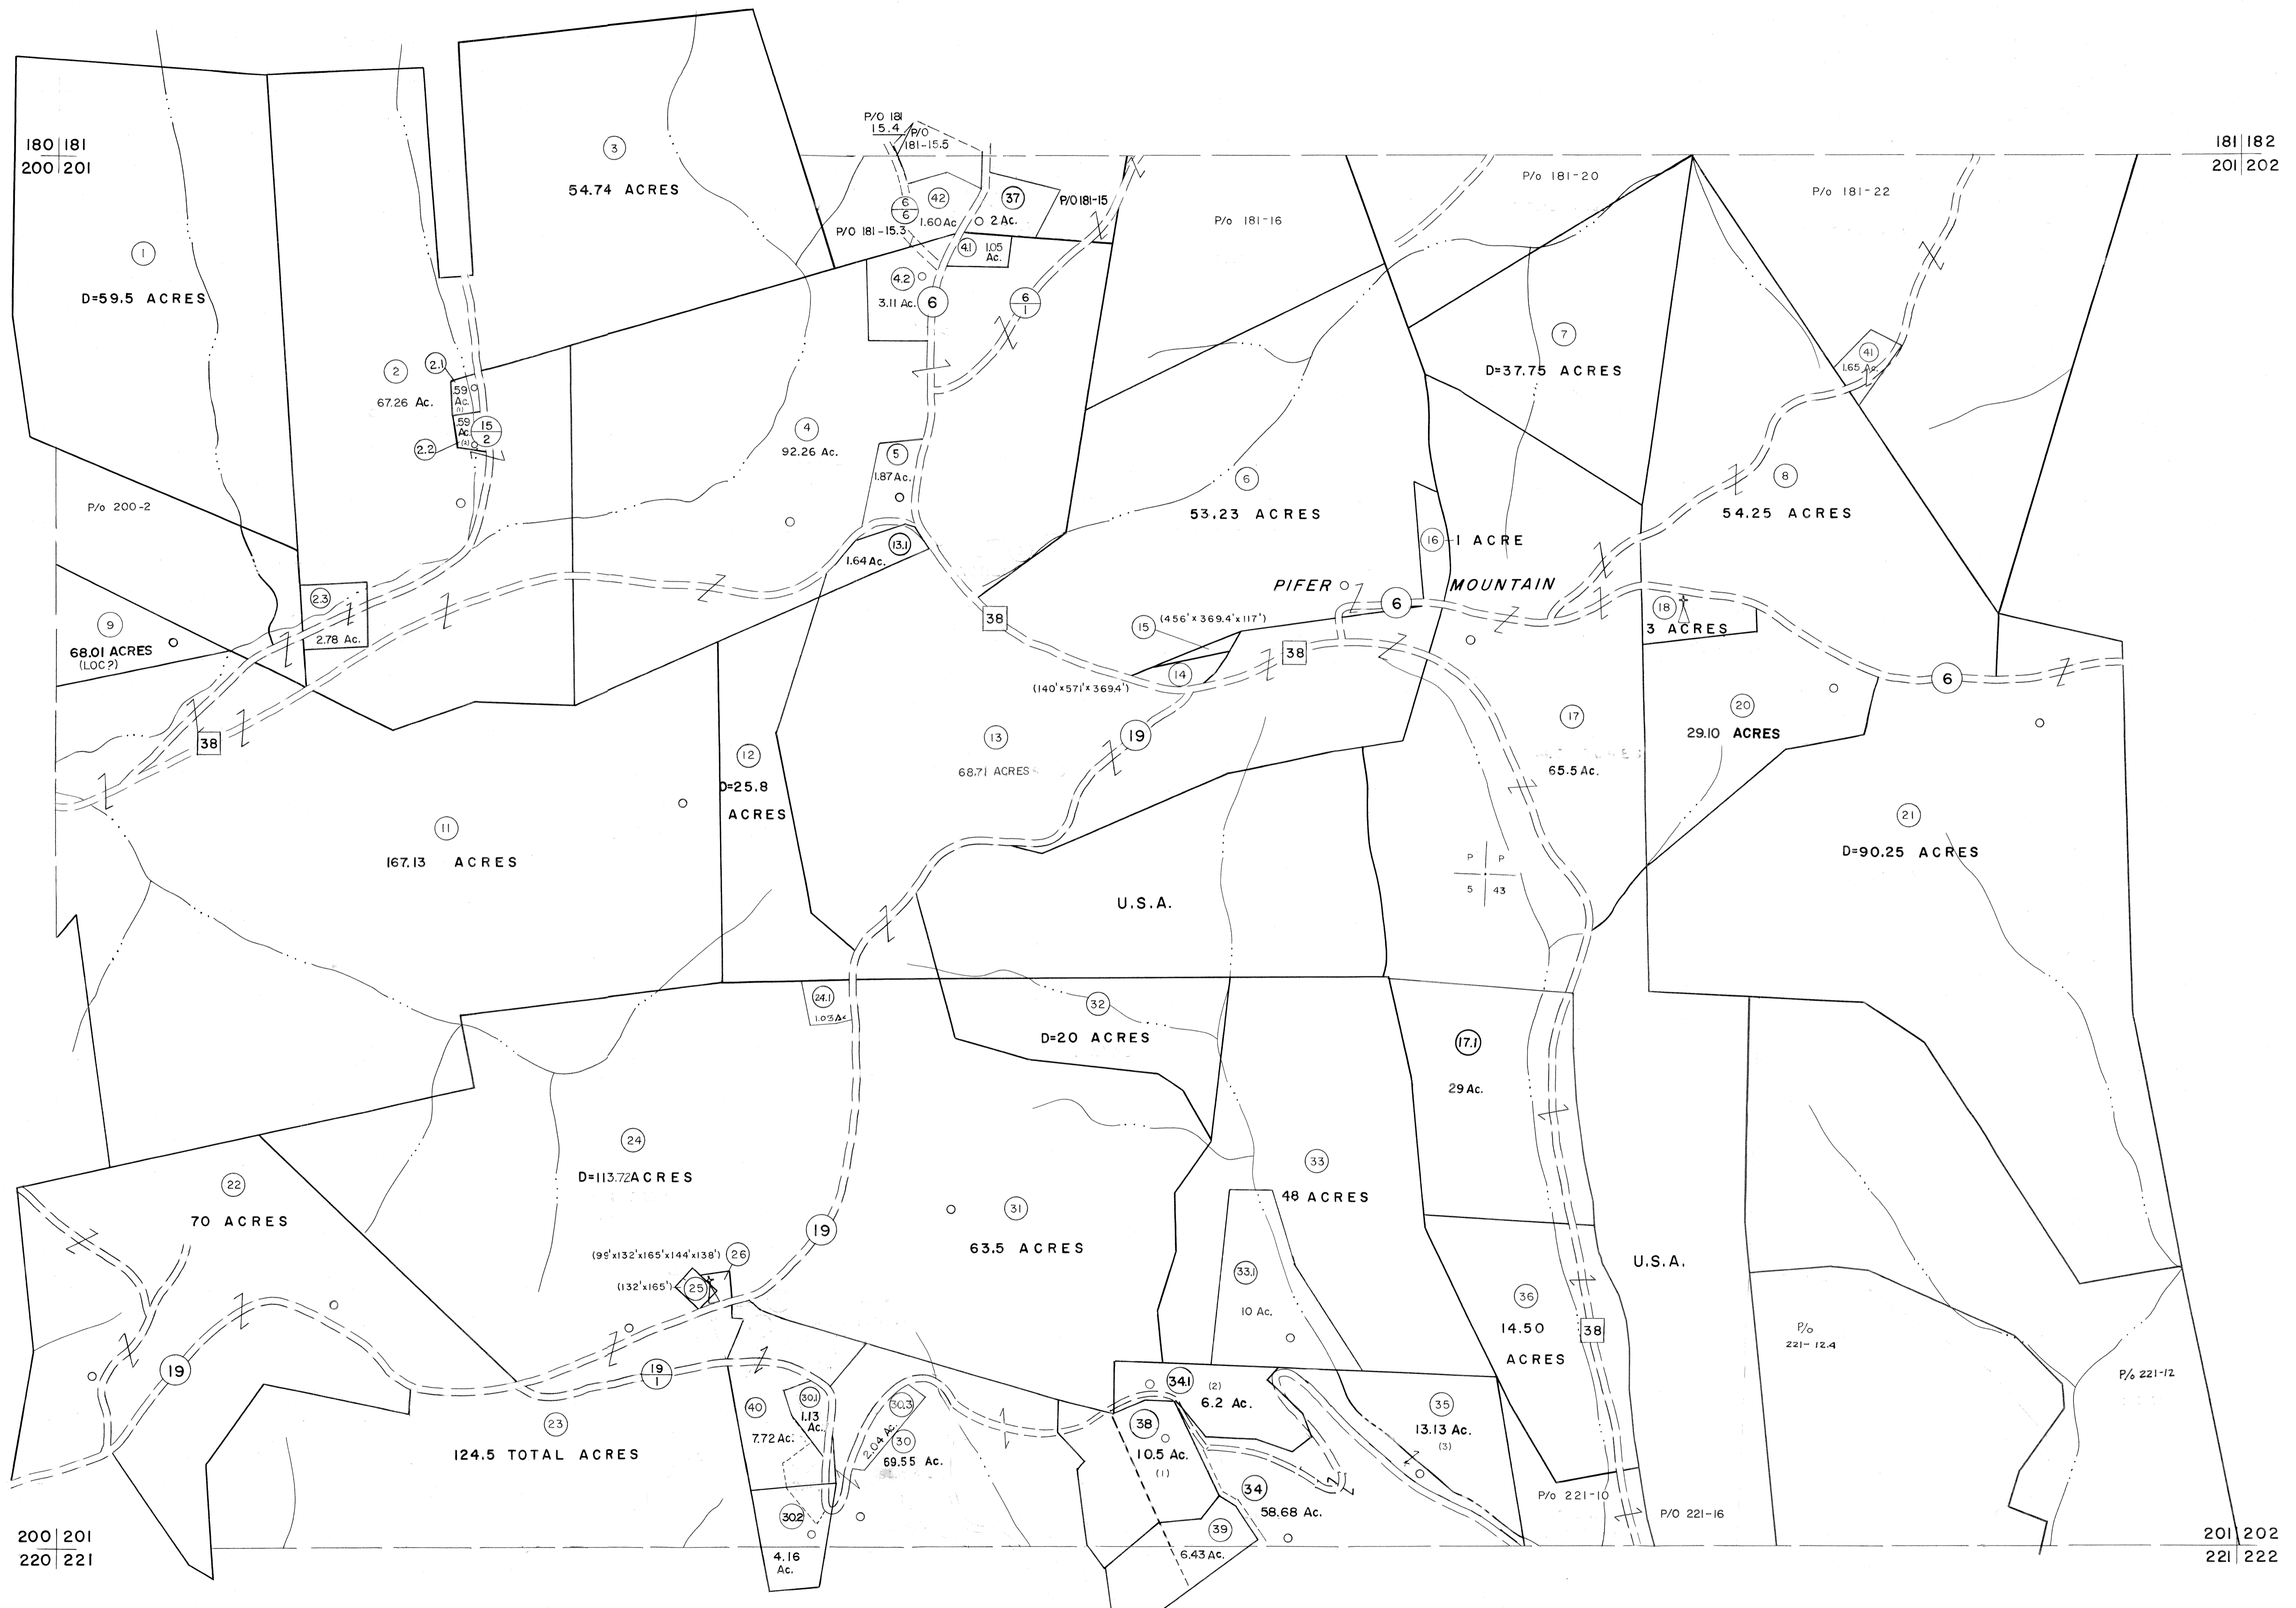 180 181
200 201
181 182
201 202
P/O 181
15.4
P/O
181-15.5
3
54.74 ACRES
P/o 181-20
P/o 181-22
42
1.60 Ac
37
2 Ac.
P/O 181-15
P/o 181-16
6
6
P/O 181-15.3
4.1
1.05
Ac.
1
D=59.5 ACRES
4.2
3.11 Ac.
6
6
1
7
D=37.75 ACRES
41
1.65 Ac.
2
67.26 Ac.
2.1
.59
Ac.
(1)
.59
Ac.
(2)
2.2
15
2
4
92.26 Ac.
5
1.87 Ac.
6
53.23 ACRES
8
54.25 ACRES
P/o 200-2
16
1 ACRE
13.1
1.64 Ac.
PIFER MOUNTAIN
2.3
2.78 Ac.
9
68.01 ACRES
(LOC?)
38
15
(456' x 369.4' x 117')
6
18
3 ACRES
38
14
(140' x 571' x 369.4')
6
38
19
13
68.71 ACRES
12
D=25.8
ACRES
17
65.5 Ac.
20
29.10 ACRES
11
167.13 ACRES
21
D=90.25 ACRES
P P
5 43
U.S.A.
24.1
1.03 Ac
32
D=20 ACRES
17.1
29 Ac.
24
D=113.72 ACRES
33
48 ACRES
22
70 ACRES
31
63.5 ACRES
19
(99' x 132' x 165' x 144' x 138')
26
(132' x 165')
25
33.1
10 Ac.
U.S.A.
36
14.50
ACRES
38
P/o
221-12.4
P/o 221-12
19
19
1
23
124.5 TOTAL ACRES
40
7.72 Ac.
30.1
1.13
Ac.
30.3
2.04 Ac.
30
69.55 Ac.
34.1
(2)
6.2 Ac.
38
10.5 Ac.
(1)
35
13.13 Ac.
(3)
34
58.68 Ac.
P/o 221-10
P/O 221-16
30.2
4.16
Ac.
39
6.43 Ac.
200 201
220 221
201 202
221 222